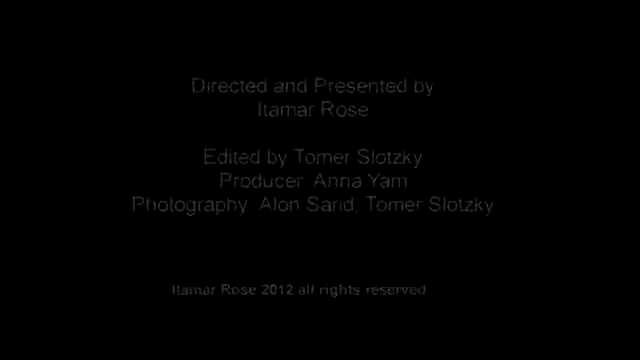 Directed and Presented by
Itamar Rose
Edited by Tomer Slotzky
Producer: Anna Yam
Photography: Alon Sarid, Tomer Slotzky
Itamar Rose 2012 all rights reserved